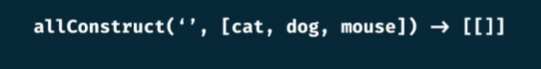 allConstruct(‘’, [cat, dog, mouse]) → [[]]